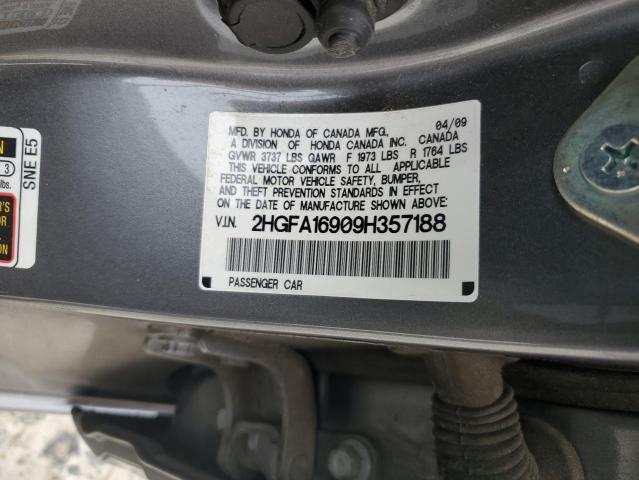 04/09
MFD. BY HONDA OF CANADA MFG.,
A DIVISION OF HONDA CANADA INC. CANADA
GVWR 3737 LBS GAWR F 1973 LBS R 1764 LBS
THIS VEHICLE CONFORMS TO ALL APPLICABLE
FEDERAL MOTOR VEHICLE SAFETY, BUMPER,
AND THEFT PREVENTION STANDARDS IN EFFECT
ON THE DATE OF MANUFACTURE SHOWN ABOVE:
V.I.N. 2HGFA16909H357188
PASSENGER CAR
SNE E5
3
lbs.